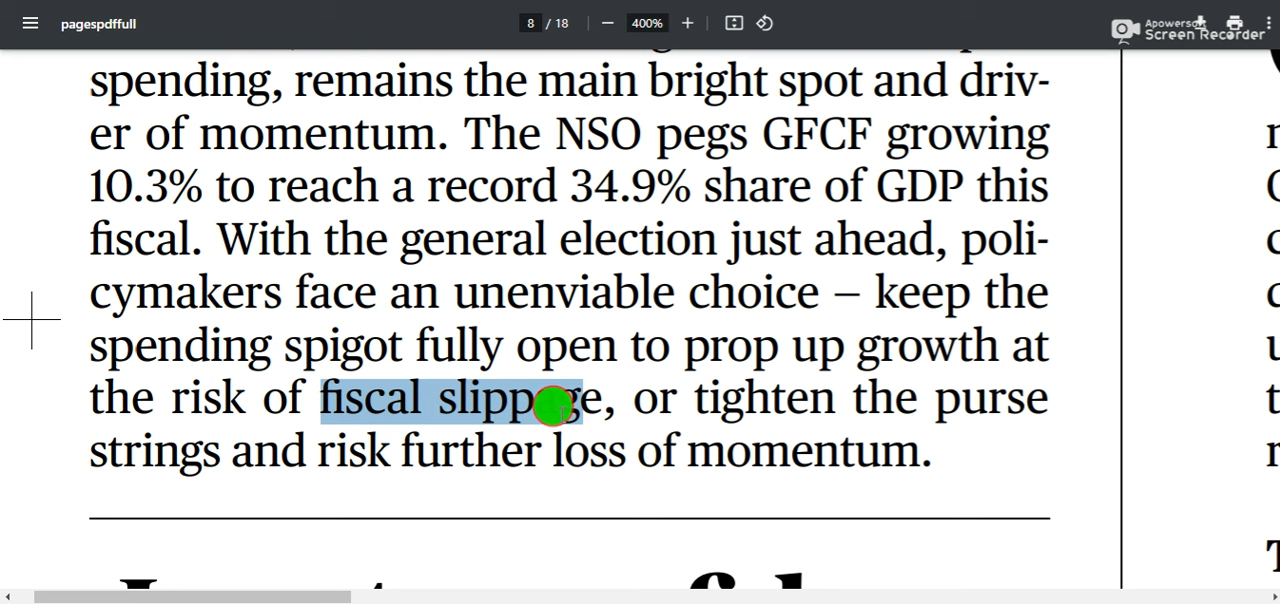 pagespdffull
8 / 18
400%
Apowersoft
Screen Recorder
spending, remains the main bright spot and driv-
er of momentum. The NSO pegs GFCF growing
10.3% to reach a record 34.9% share of GDP this
fiscal. With the general election just ahead, poli-
cymakers face an unenviable choice – keep the
spending spigot fully open to prop up growth at
the risk of fiscal slippage, or tighten the purse
strings and risk further loss of momentum.